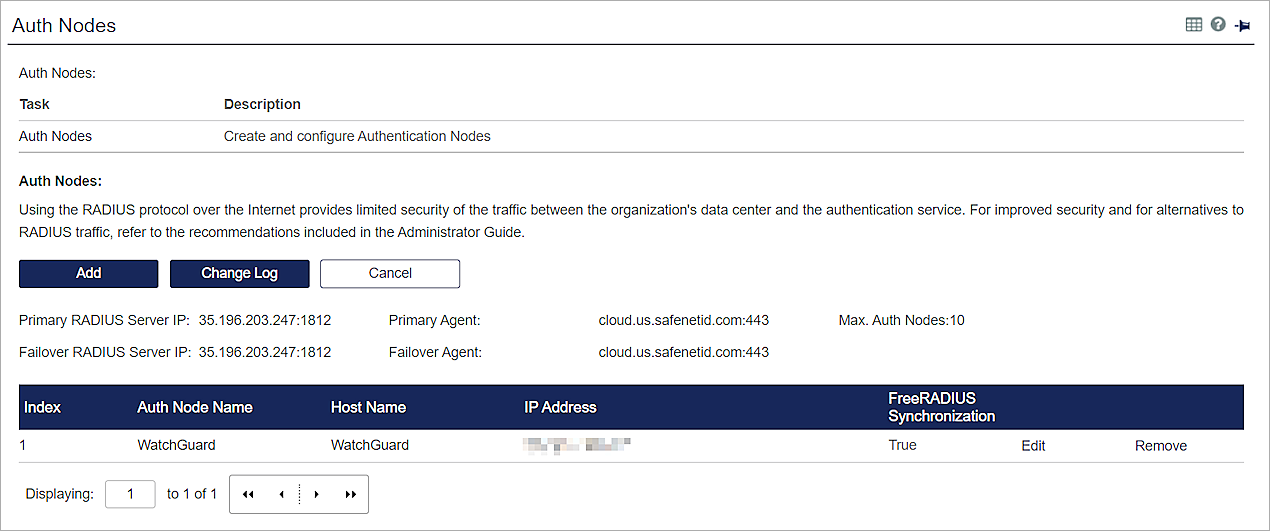 Auth Nodes
Auth Nodes:
Task Description
Auth Nodes Create and configure Authentication Nodes
Auth Nodes:
Using the RADIUS protocol over the Internet provides limited security of the traffic between the organization's data center and the authentication service. For improved security and for alternatives to
RADIUS traffic, refer to the recommendations included in the Administrator Guide.
Add Change Log Cancel
Primary RADIUS Server IP: 35.196.203.247:1812 Primary Agent: cloud.us.safenetid.com:443 Max. Auth Nodes:10
Failover RADIUS Server IP: 35.196.203.247:1812 Failover Agent: cloud.us.safenetid.com:443
Index Auth Node Name Host Name IP Address FreeRADIUS
Synchronization
1 WatchGuard WatchGuard True Edit Remove
Displaying: 1 to 1 of 1